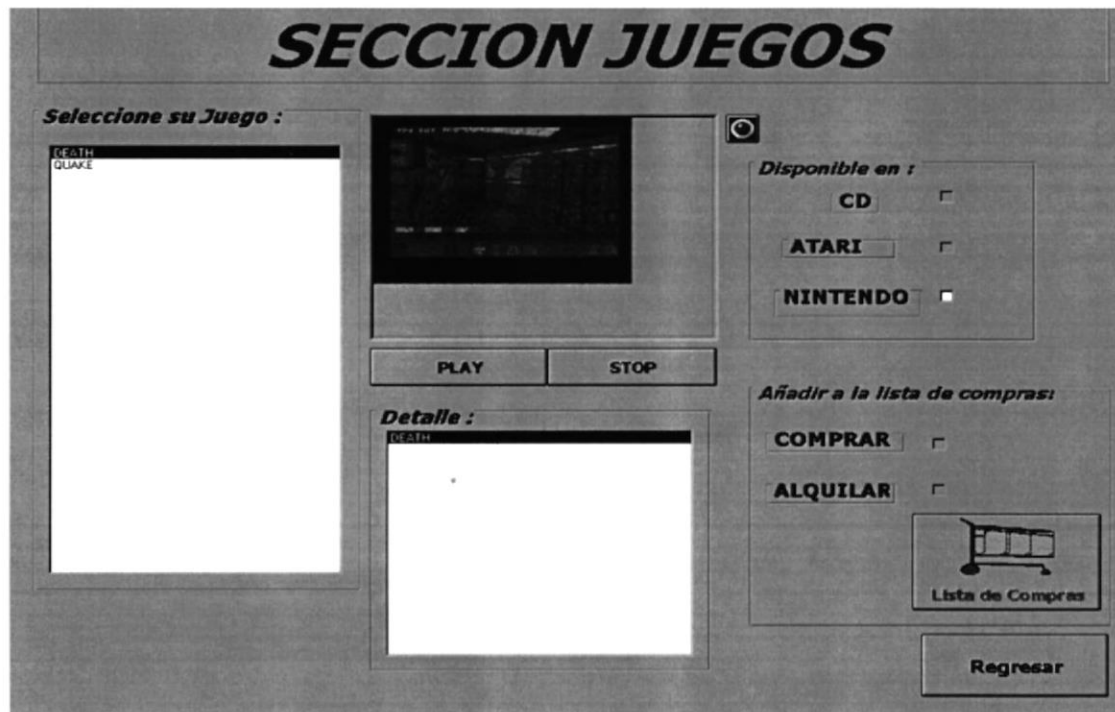 SECCION JUEGOS
Seleccione su Juego :
DEATH
QUAKE
PLAY
STOP
Detalle :
DEATH
Disponible en :
CD
ATARI
NINTENDO
Añadir a la lista de compras:
COMPRAR
ALQUILAR
Lista de Compras
Regresar